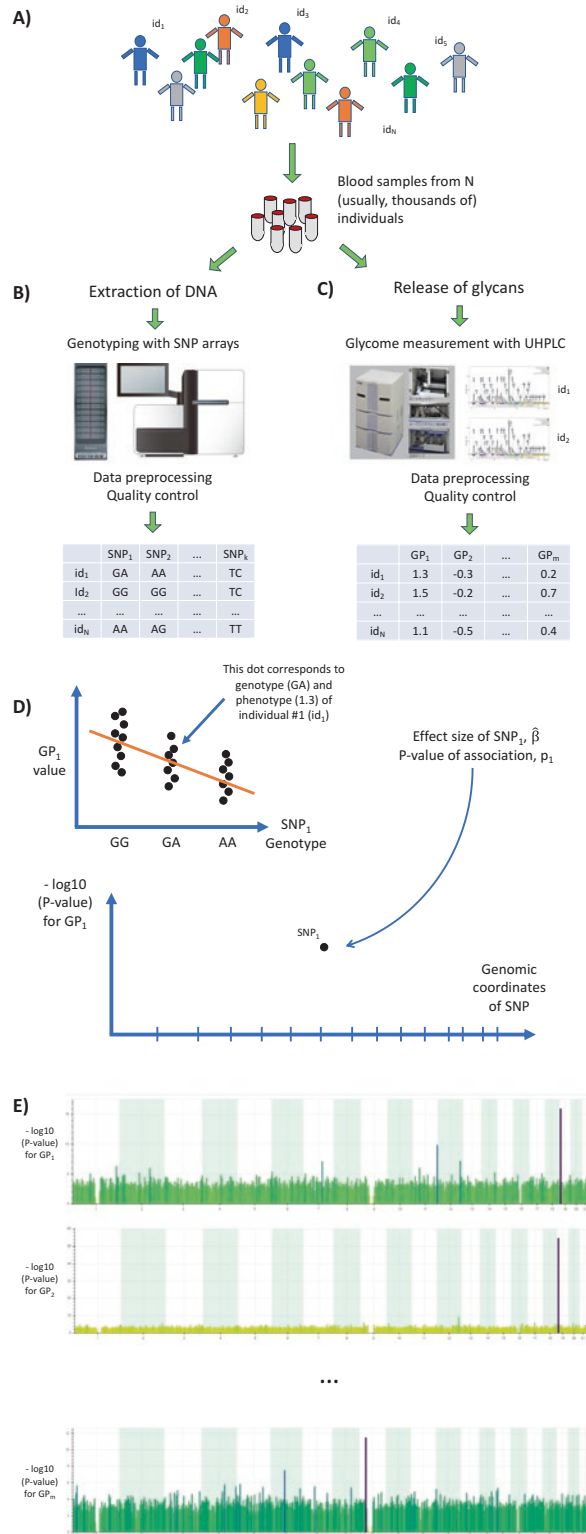 A)
id1
id2
id3
id4
id5
idN
Blood samples from N
(usually, thousands of)
individuals
B)
Extraction of DNA
Genotyping with SNP arrays
Data preprocessing
Quality control
SNP1 SNP2 ... SNPk
id1 GA AA ... TC
Id2 GG GG ... TC
... ... ... ...
idN AA AG ... TT
C)
Release of glycans
Glycome measurement with UHPLC
id1
id2
Data preprocessing
Quality control
GP1 GP2 ... GPm
id1 1.3 -0.3 ... 0.2
id2 1.5 -0.2 ... 0.7
... ... ... ...
idN 1.1 -0.5 ... 0.4
D)
This dot corresponds to
genotype (GA) and
phenotype (1.3) of
individual #1 (id1)
GP1
value
GG GA AA
SNP1
Genotype
Effect size of SNP1, β̂
P-value of association, p1
- log10
(P-value)
for GP1
SNP1
Genomic
coordinates
of SNP
E)
- log10
(P-value)
for GP1
- log10
(P-value)
for GP2
...
- log10
(P-value)
for GPm